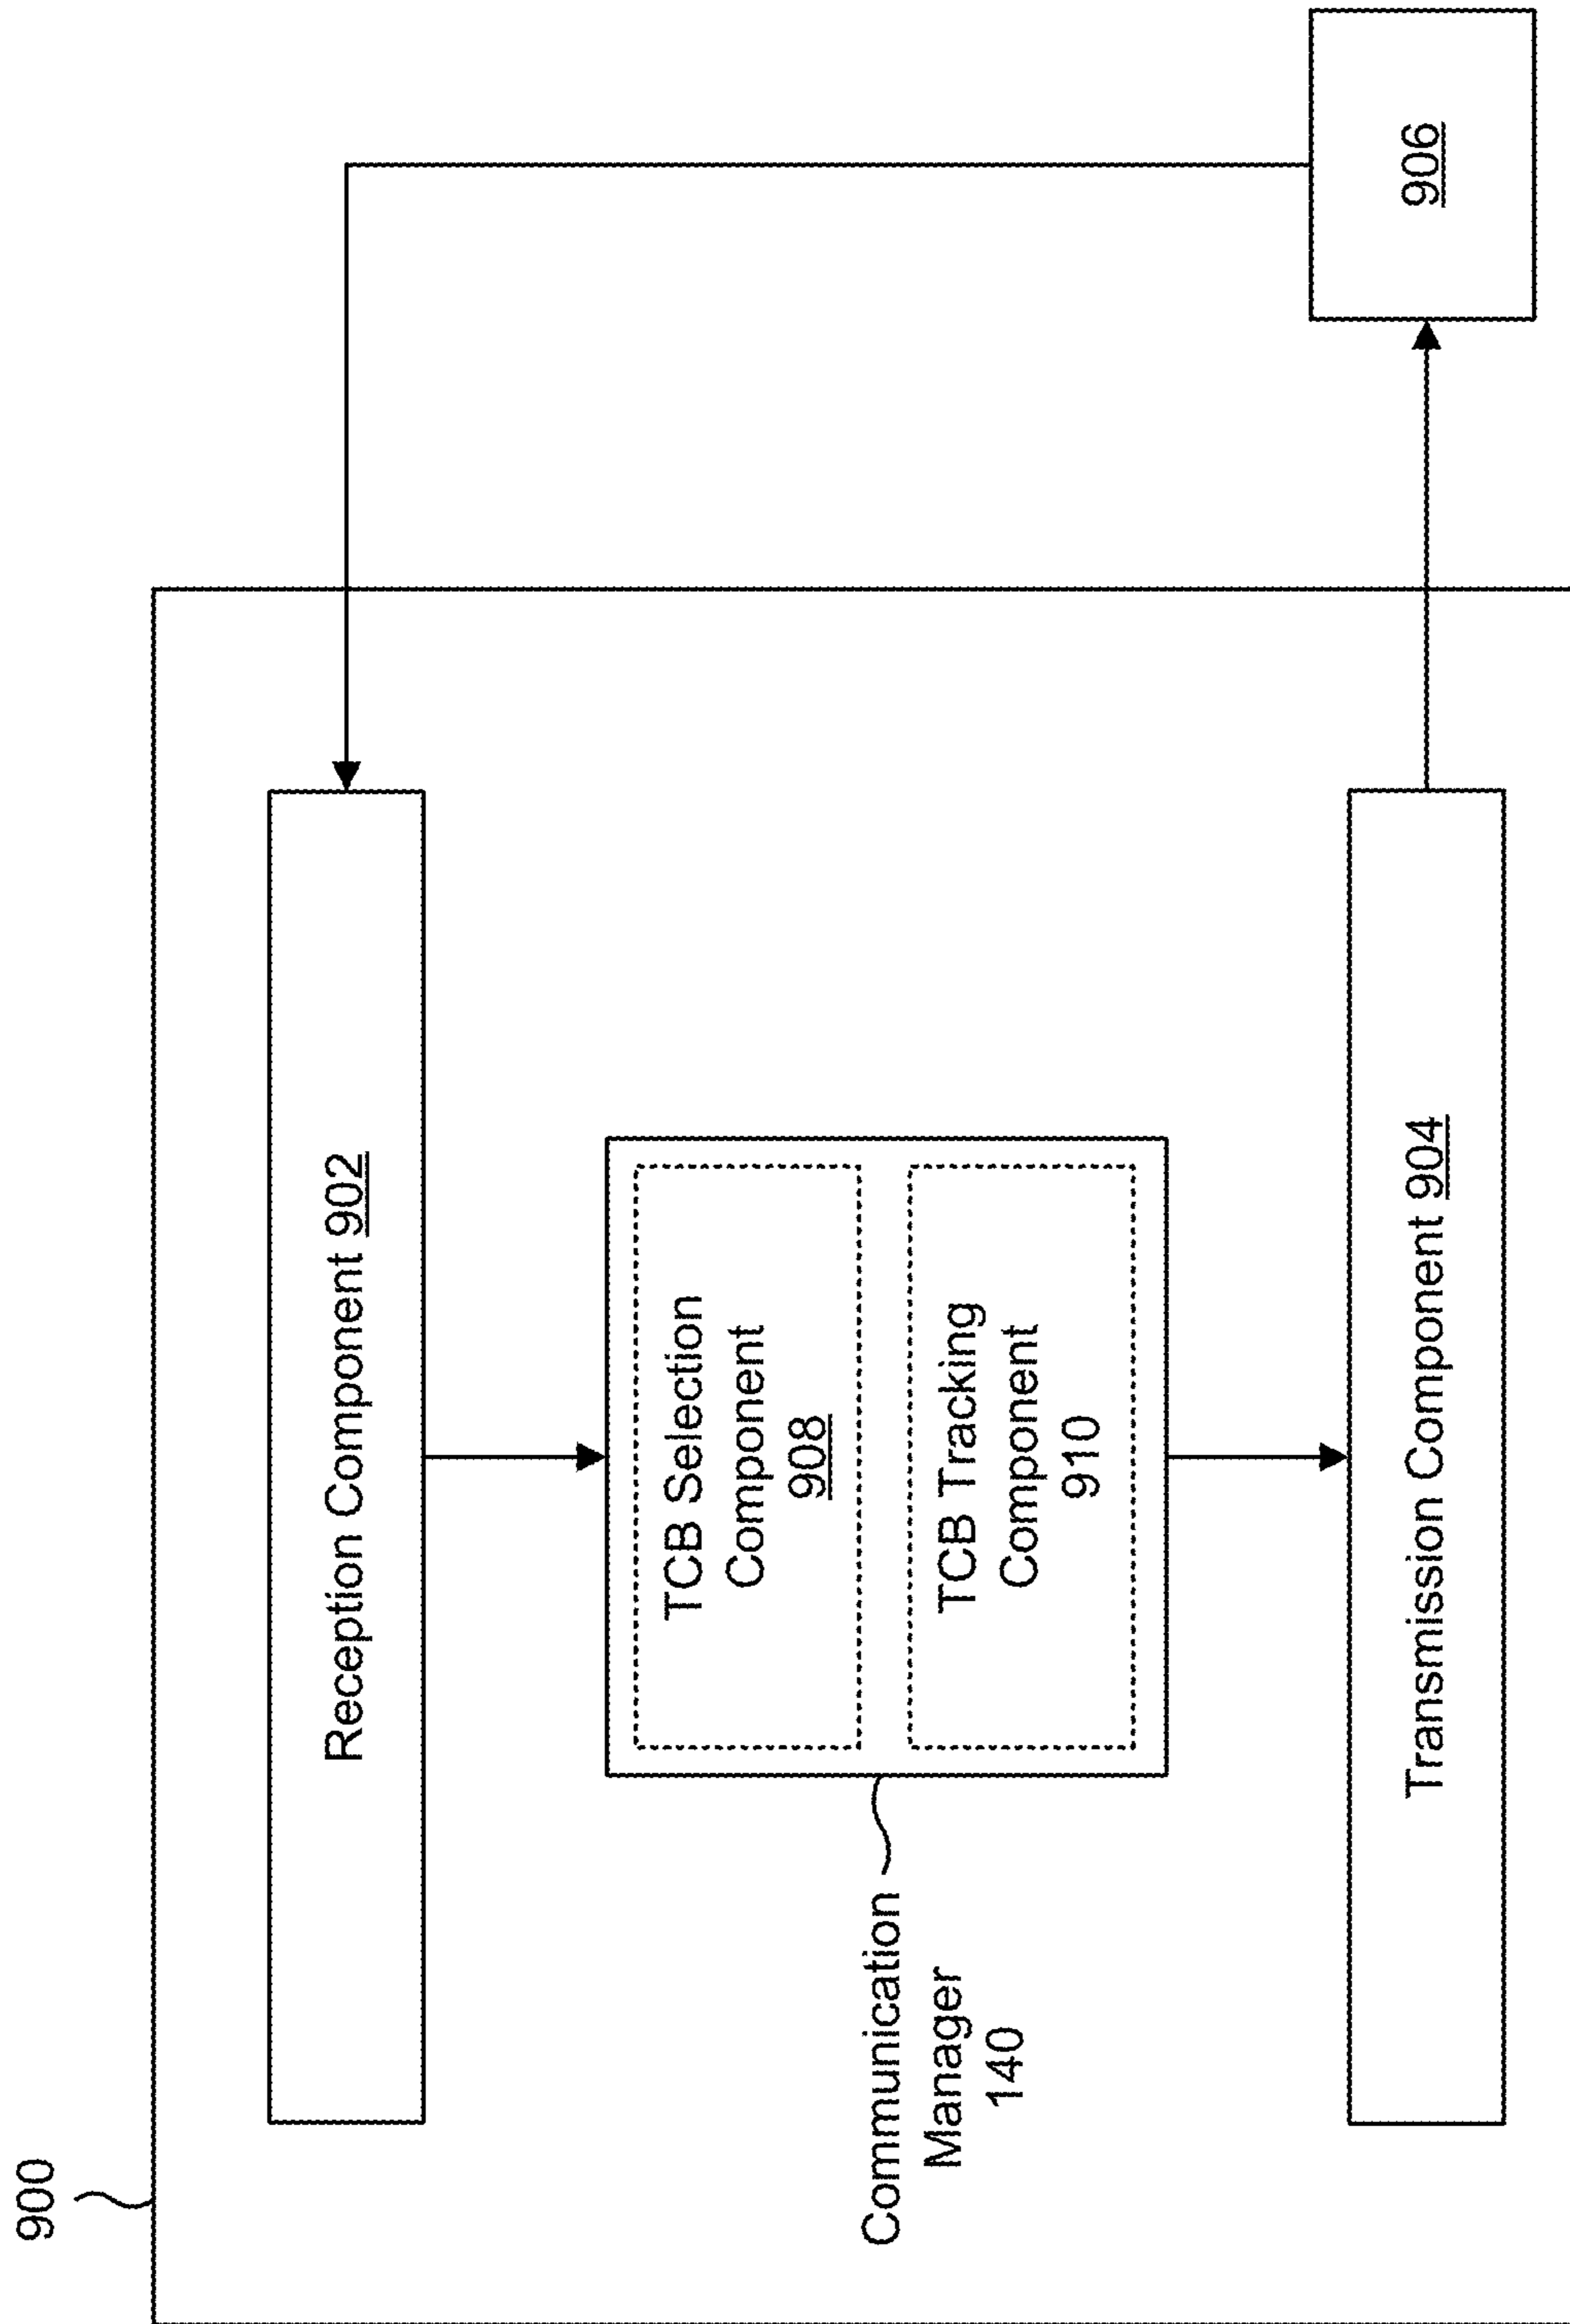 900
Reception Component 902
TCB Selection
Component
908
TCB Tracking
Component
910
Communication
Manager
140
Transmission Component 904
906